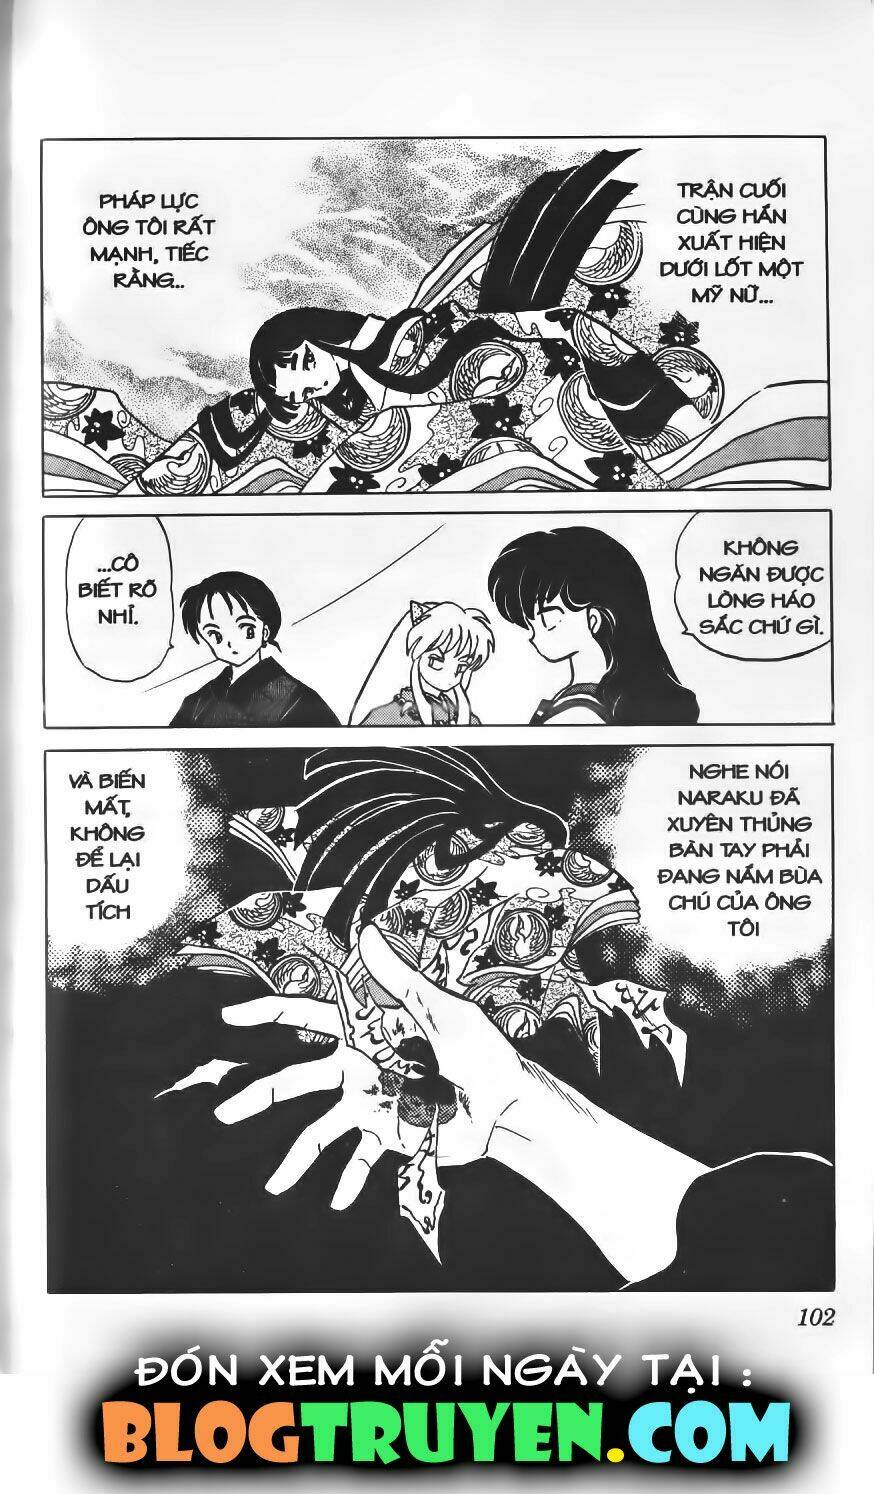 TRẬN CUỐI
CÙNG HẮN
XUẤT HIỆN
DƯỚI LỐT MỘT
MỸ NỮ...
PHÁP LỰC
ÔNG TÔI RẤT
MẠNH, TIẾC
RẰNG...
KHÔNG
NGĂN ĐƯỢC
LÒNG HÁO
SẮC CHỨ GÌ.
...CÔ
BIẾT RÕ
NHỈ.
NGHE NÓI
NARAKU ĐÃ
XUYÊN THỦNG
BÀN TAY PHẢI
ĐANG NẮM BÙA
CHÚ CỦA ÔNG
TÔI
VÀ BIẾN
MẤT,
KHÔNG
ĐỂ LẠI
DẤU
TÍCH
102
ĐÓN XEM MỖI NGÀY TẠI :
BLOGTRUYEN.COM